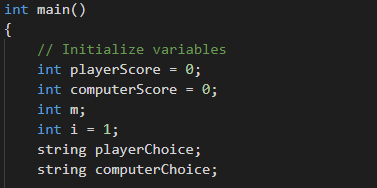 int main()
{
    // Initialize variables
    int playerScore = 0;
    int computerScore = 0;
    int m;
    int i = 1;
    string playerChoice;
    string computerChoice;